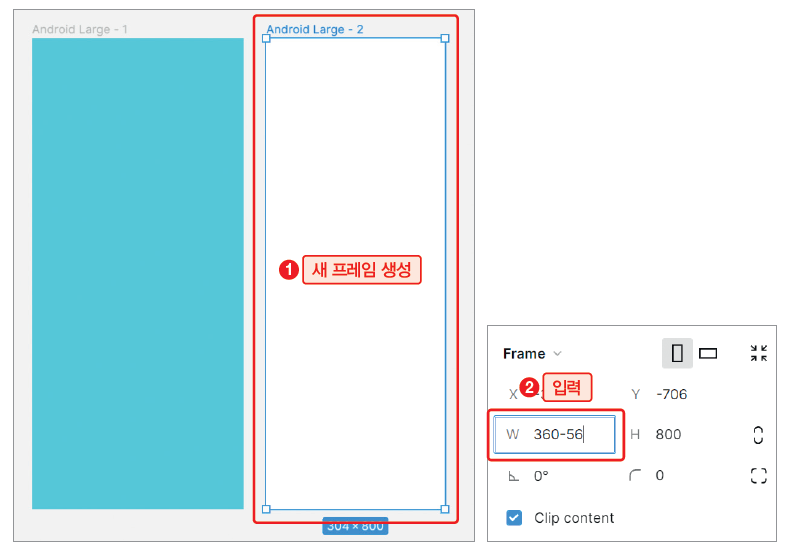 Android Large - 1
Android Large - 2
1 새 프레임 생성
304 × 800
Frame
X
2 입력
Y -706
W 360-56
H 800
0°
0
Clip content